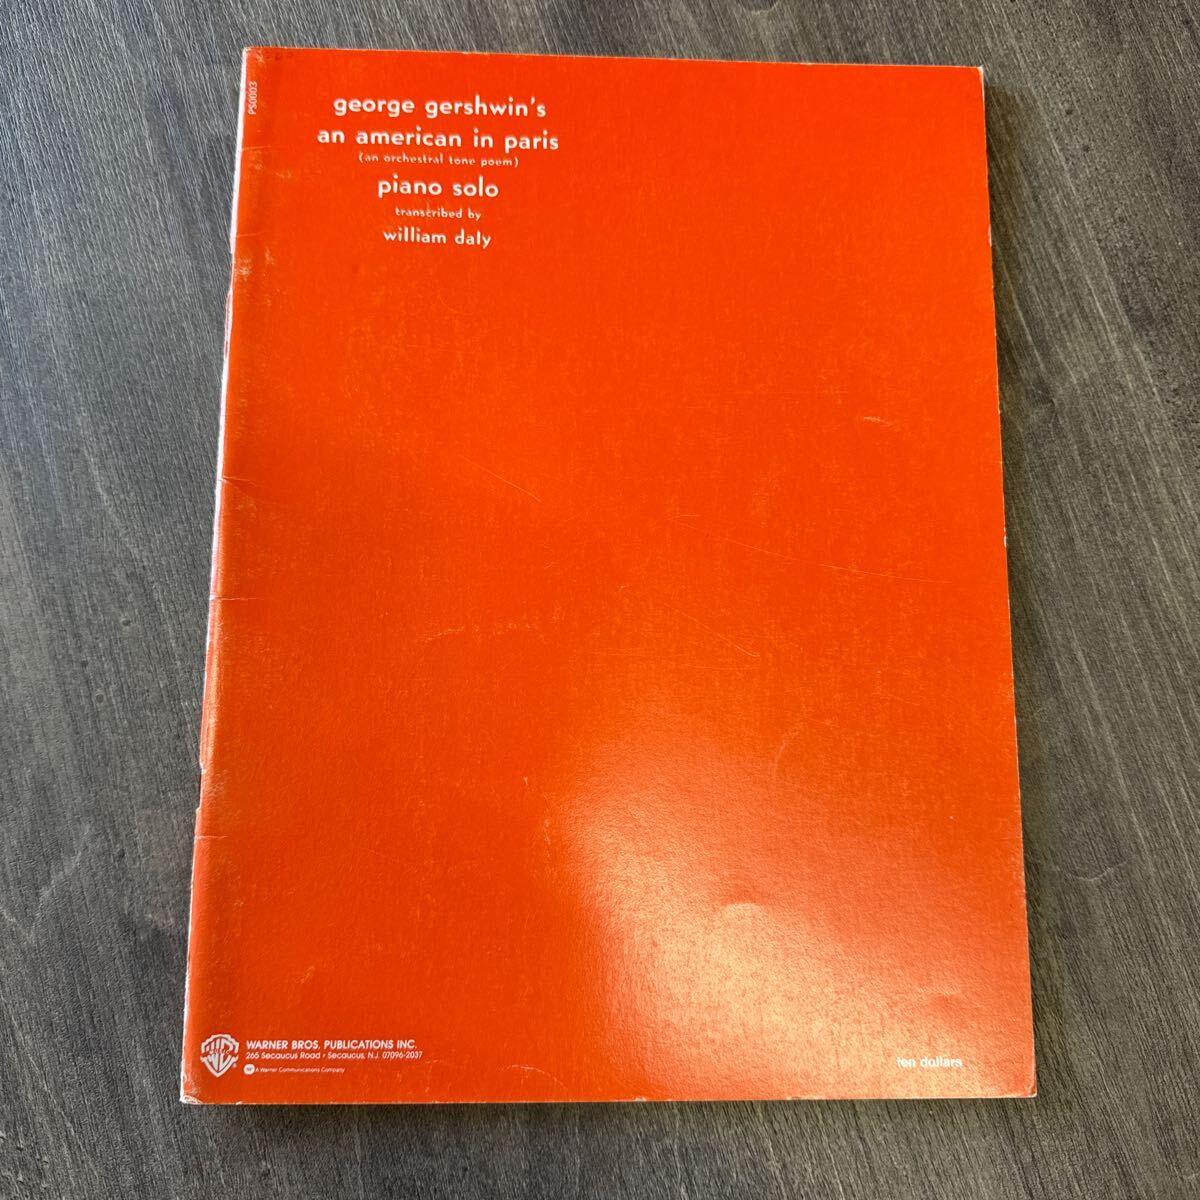 PS0003
george gershwin's
an american in paris
(an orchestral tone poem)
piano solo
transcribed by
william daly
WARNER BROS. PUBLICATIONS INC.
265 Secaucus Road • Secaucus, N.J. 07096-2037
A Warner Communications Company
ten dollars